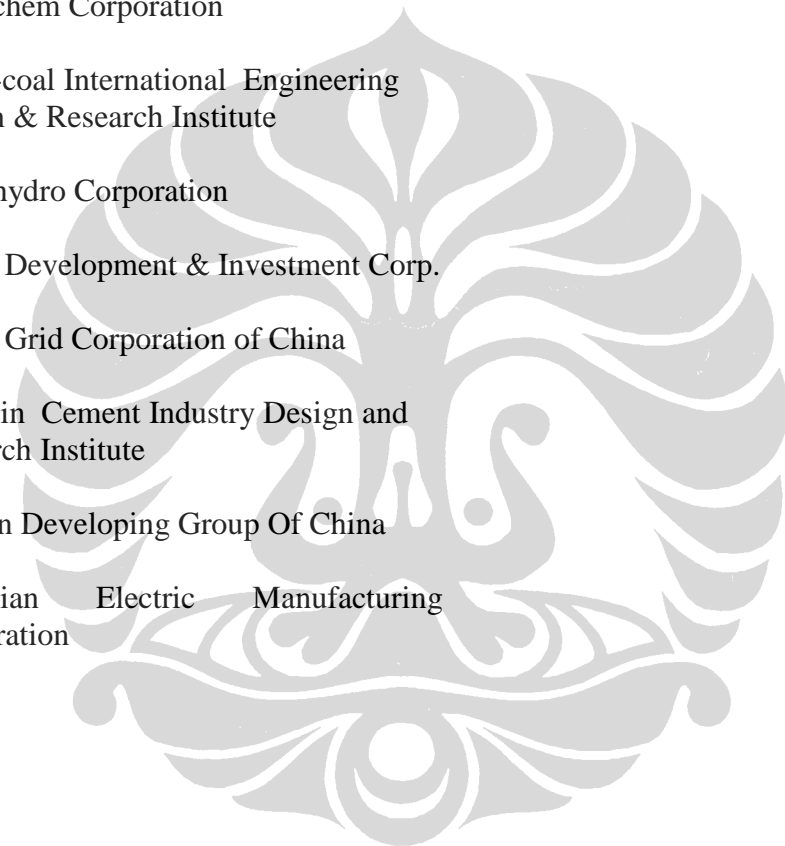 chem Corporation
-coal International Engineering
n & Research Institute
hydro Corporation
Development & Investment Corp.
Grid Corporation of China
in Cement Industry Design and
rch Institute
n Developing Group Of China
ian Electric Manufacturing
ration